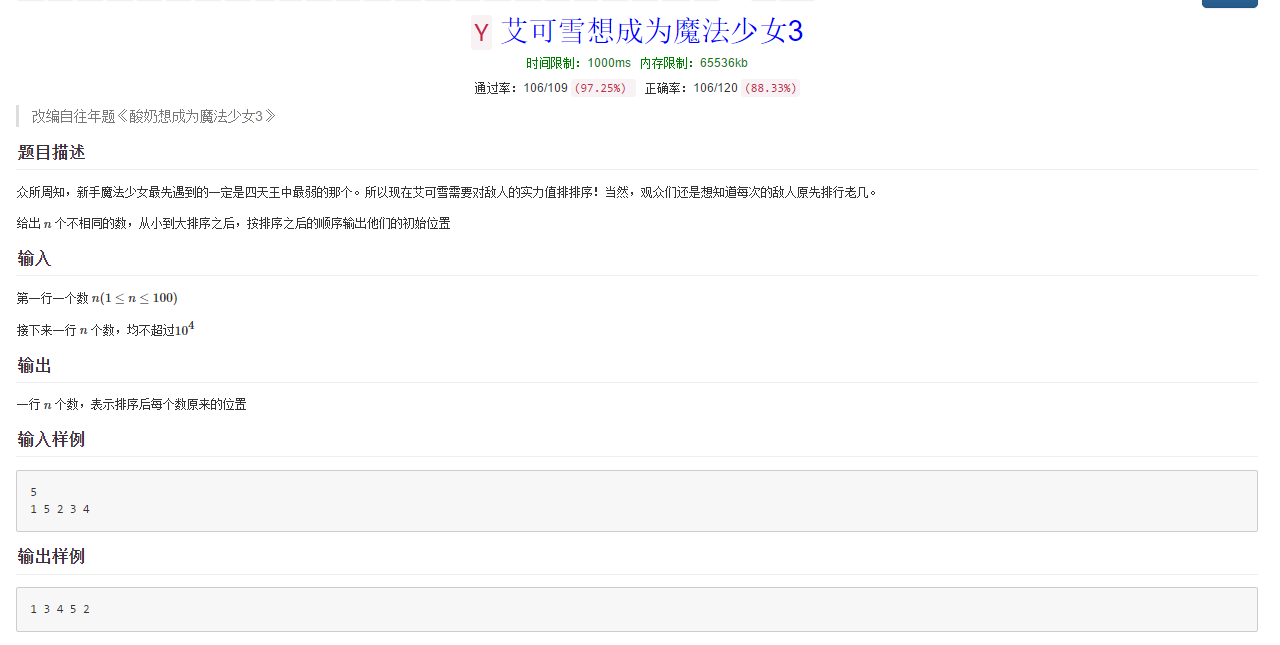 Y 艾可雪想成为魔法少女3
时间限制：1000ms 内存限制：65536kb
通过率：106/109 (97.25%) 正确率：106/120 (88.33%)
改编自往年题《酸奶想成为魔法少女3》
题目描述
众所周知，新手魔法少女最先遇到的一定是四天王中最弱的那个。所以现在艾可雪需要对敌人的实力值排排序！当然，观众们还是想知道每次的敌人原先排行老几。
给出 n 个不相同的数，从小到大排序之后，按排序之后的顺序输出他们的初始位置
输入
第一行一个数 n(1 ≤ n ≤ 100)
接下来一行 n 个数，均不超过10⁴
输出
一行 n 个数，表示排序后每个数原来的位置
输入样例
5
1 5 2 3 4
输出样例
1 3 4 5 2